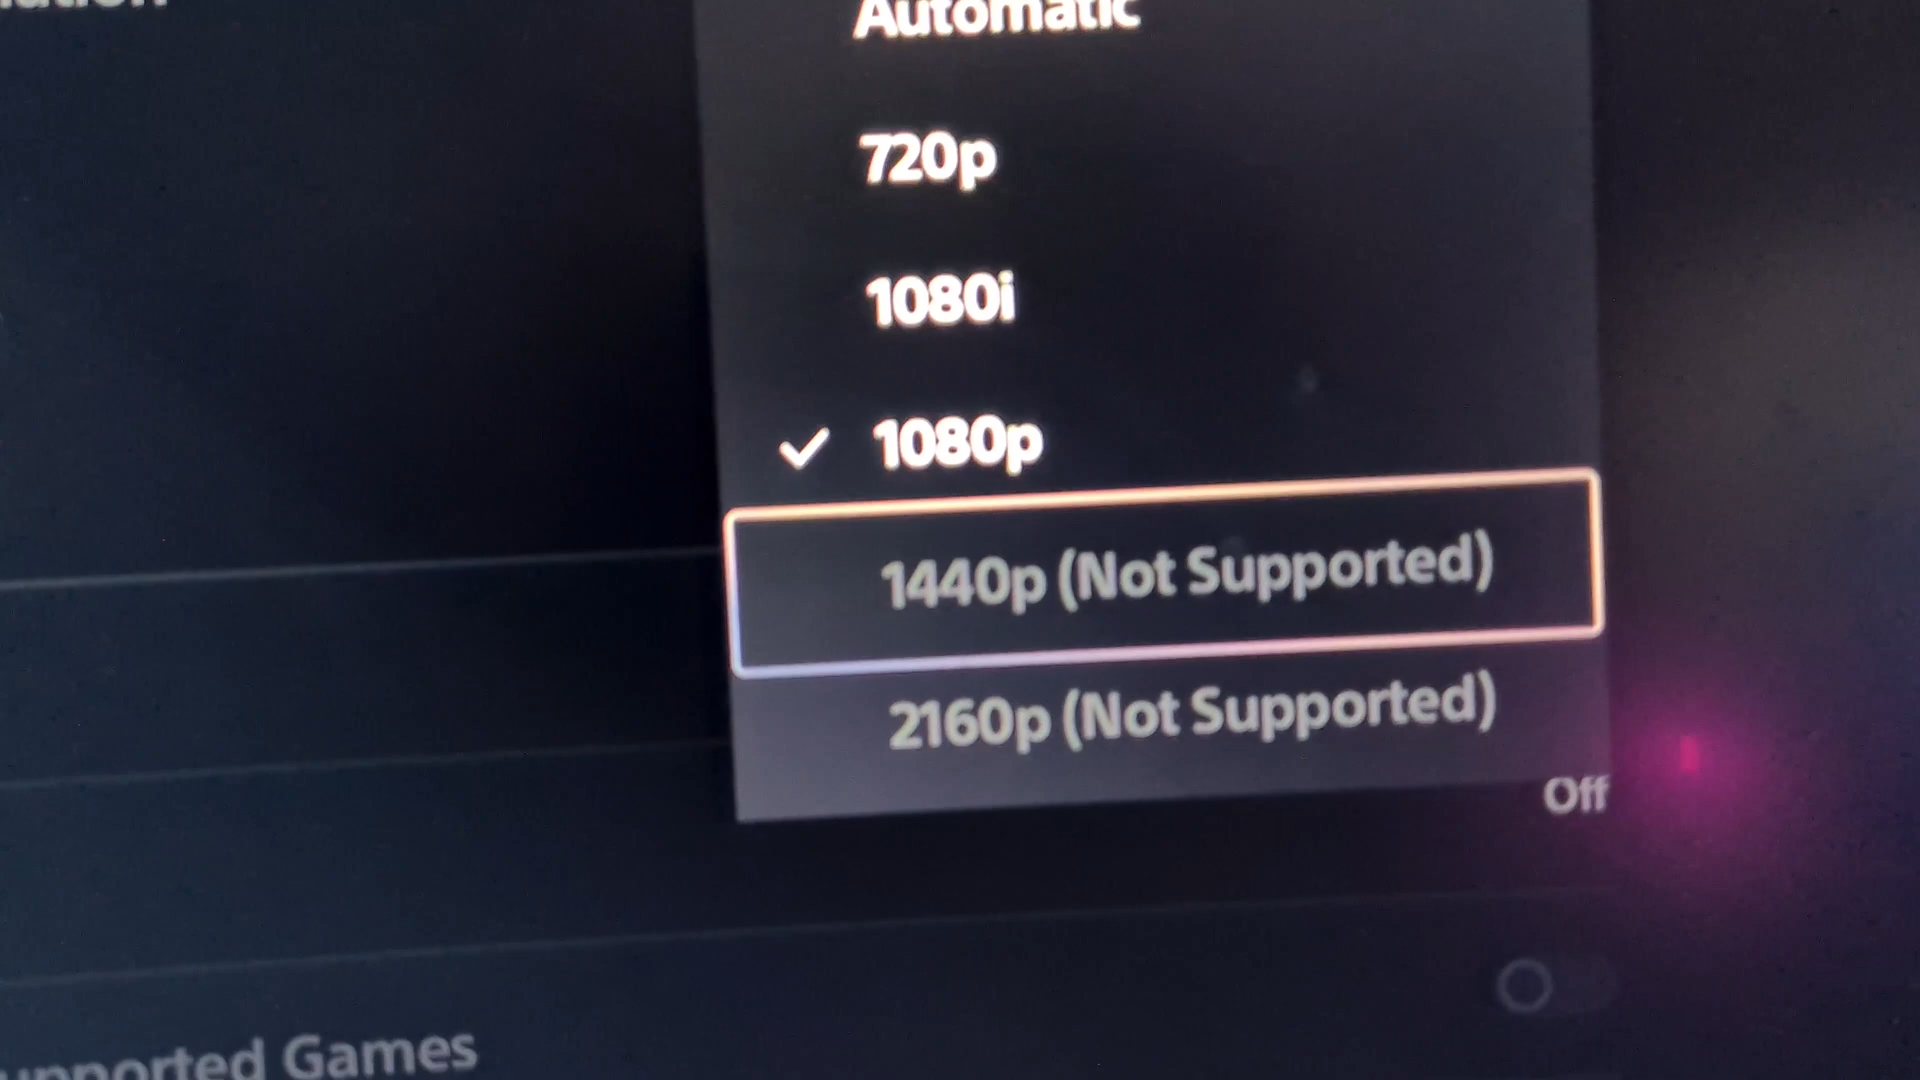 Automatic
720p
1080i
1080p
1440p (Not Supported)
2160p (Not Supported)
Off
Games